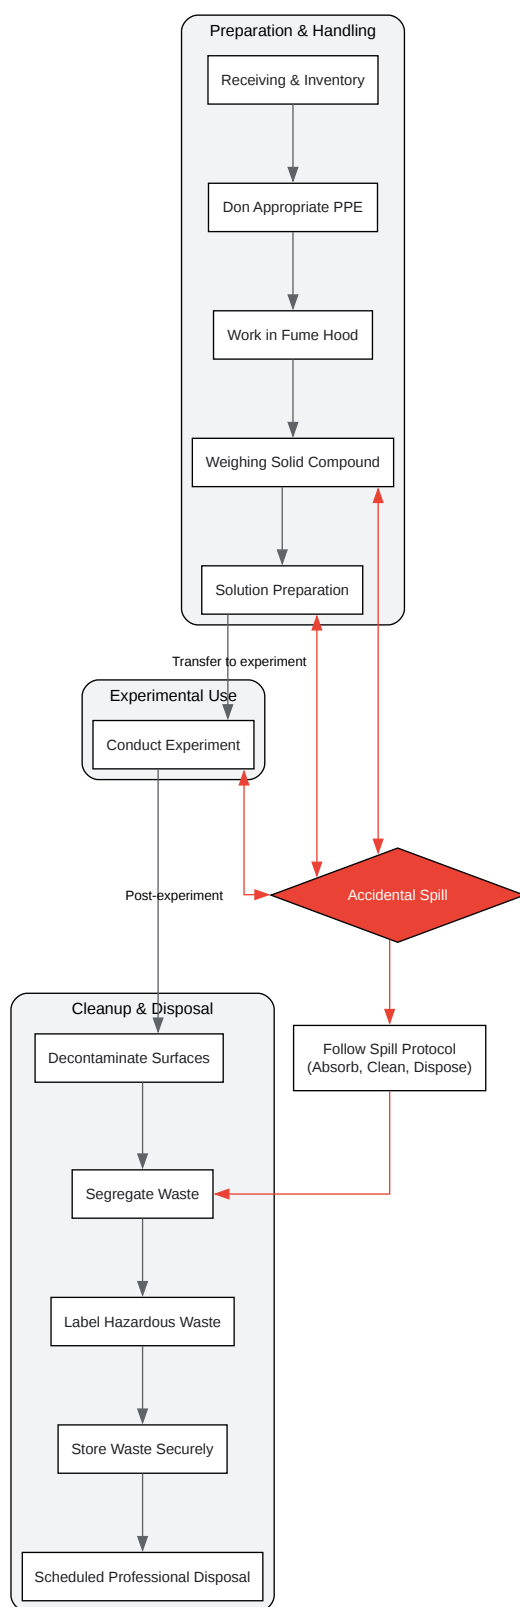 Preparation & Handling
Receiving & Inventory
Don Appropriate PPE
Work in Fume Hood
Weighing Solid Compound
Solution Preparation
Transfer to experiment
Experimental Use
Conduct Experiment
Accidental Spill
Post-experiment
Cleanup & Disposal
Decontaminate Surfaces
Follow Spill Protocol
(Absorb, Clean, Dispose)
Segregate Waste
Label Hazardous Waste
Store Waste Securely
Scheduled Professional Disposal